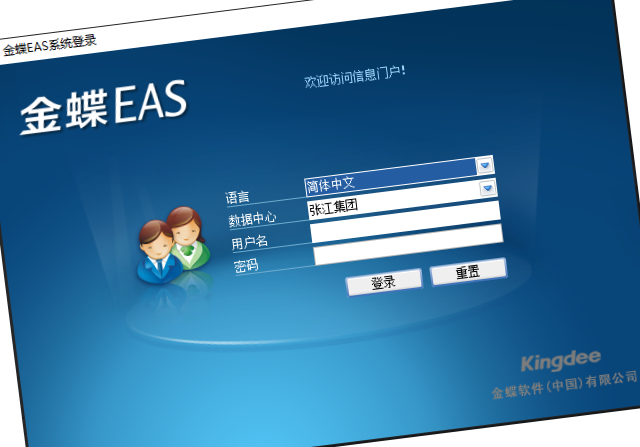 金蝶EAS系统登录
金蝶EAS
欢迎访问信息门户!
语言 简体中文
数据中心 张江集团
用户名
密码
登录 重置
Kingdee
金蝶软件(中国)有限公司